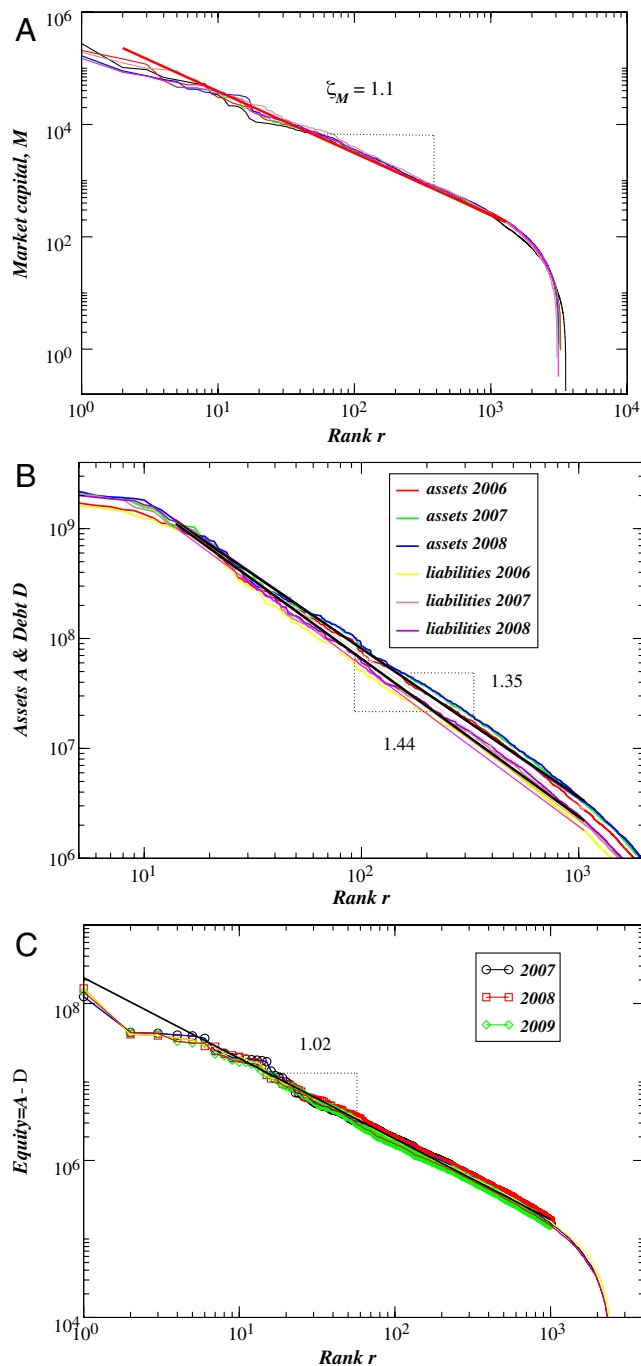 A
10^6
10^4
10^2
10^0
Market capital, M
ζ_M = 1.1
10^0 10^1 10^2 10^3 10^4
Rank r
B
10^9
10^8
10^7
10^6
Assets A & Debt D
assets 2006
assets 2007
assets 2008
liabilities 2006
liabilities 2007
liabilities 2008
1.35
1.44
10^1 10^2 10^3
Rank r
C
10^8
10^6
10^4
Equity=A - D
2007
2008
2009
1.02
10^0 10^1 10^2 10^3
Rank r